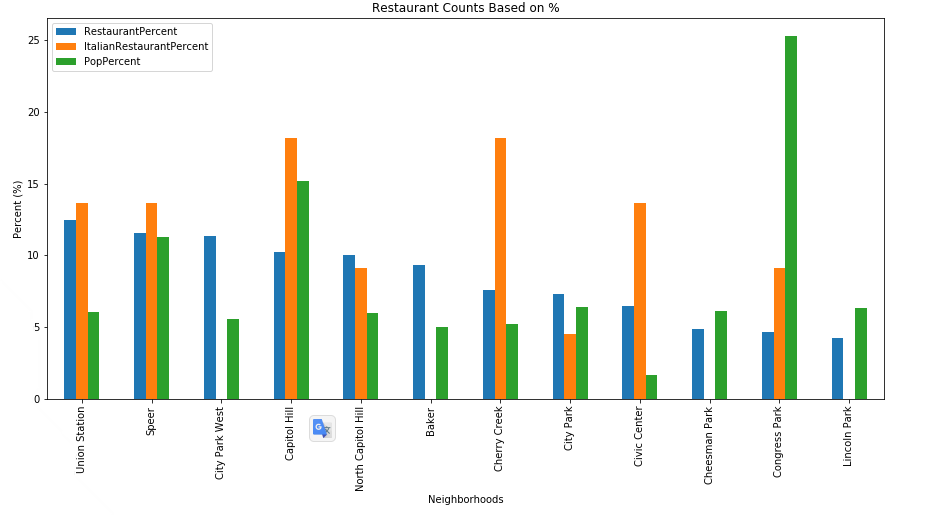 Restaurant Counts Based on %
RestaurantPercent
ItalianRestaurantPercent
PopPercent
Percent (%)
25
20
15
10
5
0
Union Station
Speer
City Park West
Capitol Hill
North Capitol Hill
Baker
Cherry Creek
City Park
Civic Center
Cheesman Park
Congress Park
Lincoln Park
G
Neighborhoods